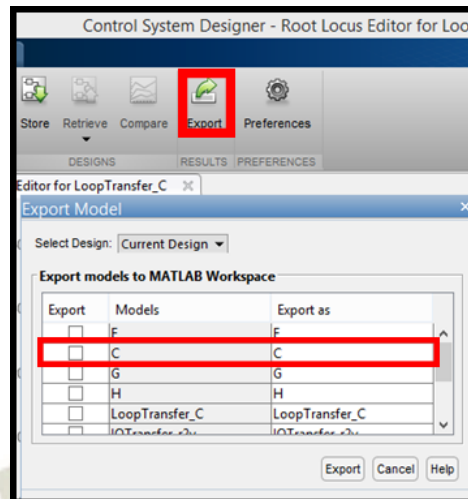 Control System Designer - Root Locus Editor for Loo
Store Retrieve Compare Export Preferences
DESIGNS RESULTS PREFERENCES
Editor for LoopTransfer_C
Export Model
Select Design: Current Design
Export models to MATLAB Workspace
Export Models Export as
F F
C C
G G
H H
LoopTransfer_C LoopTransfer_C
IOTransfer_r2y IOTransfer_r2y
Export Cancel Help